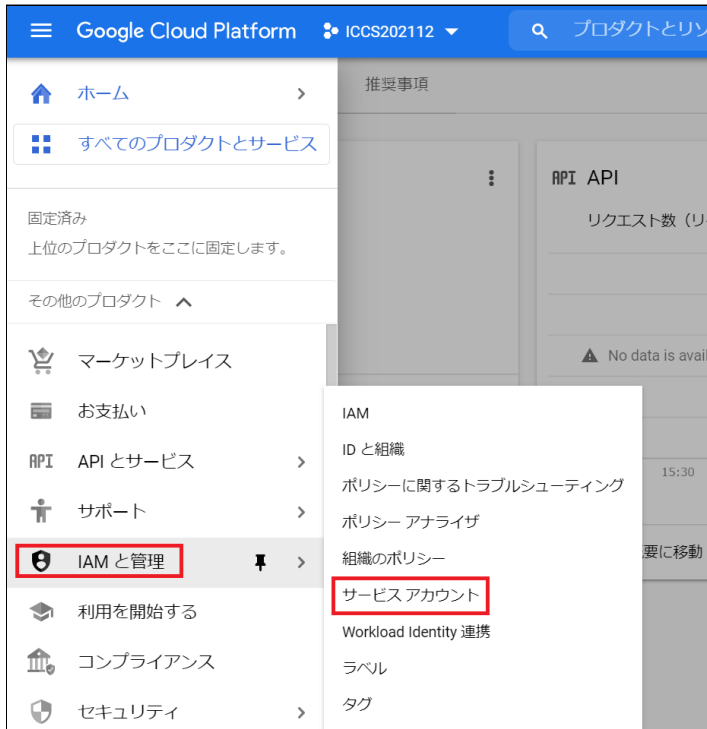 Google Cloud Platform
ICCS202112
プロダクトとリソ
ホーム
すべてのプロダクトとサービス
固定済み
上位のプロダクトをここに固定します。
その他のプロダクト
マーケットプレイス
お支払い
API APIとサービス
サポート
IAMと管理
利用を開始する
コンプライアンス
セキュリティ
IAM
IDと組織
ポリシーに関するトラブルシューティング
ポリシー アナライザ
組織のポリシー
サービス アカウント
Workload Identity 連携
ラベル
タグ
推奨事項
API API
リクエスト数（リ
No data is avai
15:30
要に移動